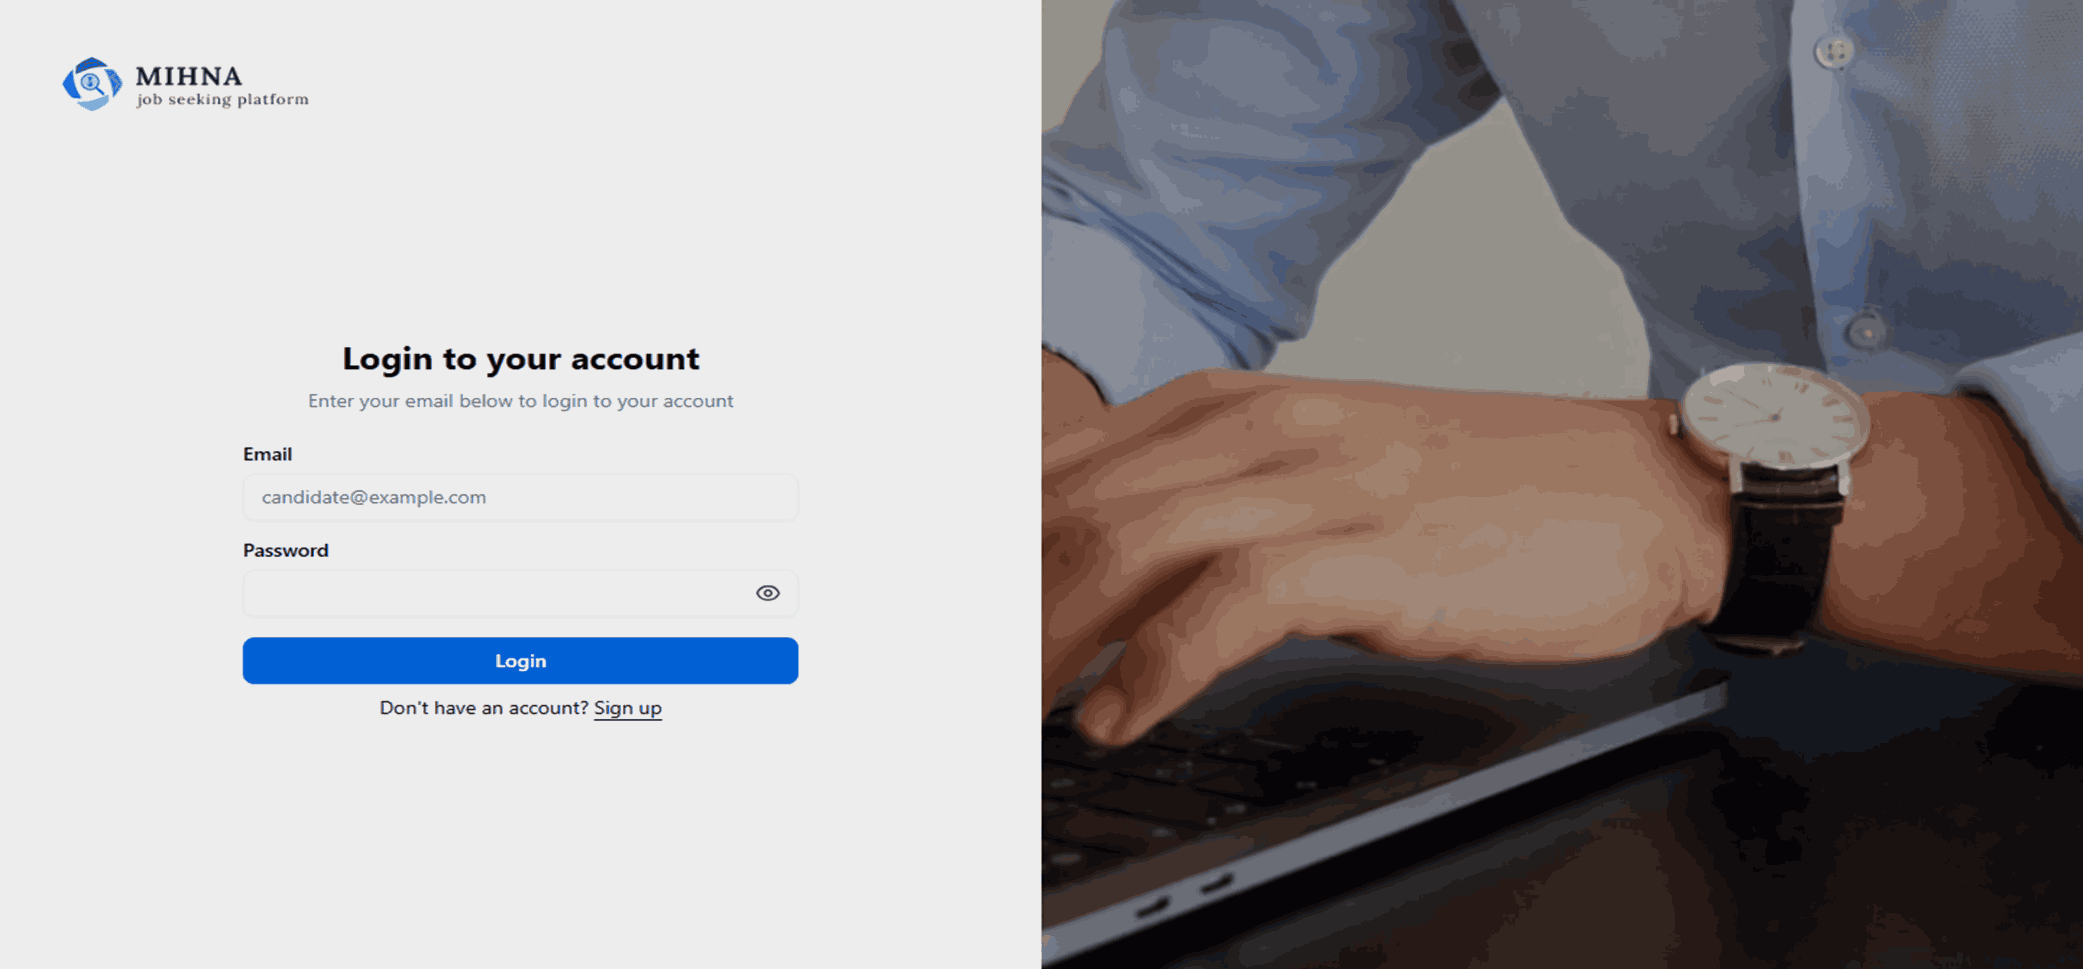 MIHNA
job seeking platform
Login to your account
Enter your email below to login to your account
Email
candidate@example.com
Password
Login
Don't have an account? Sign up